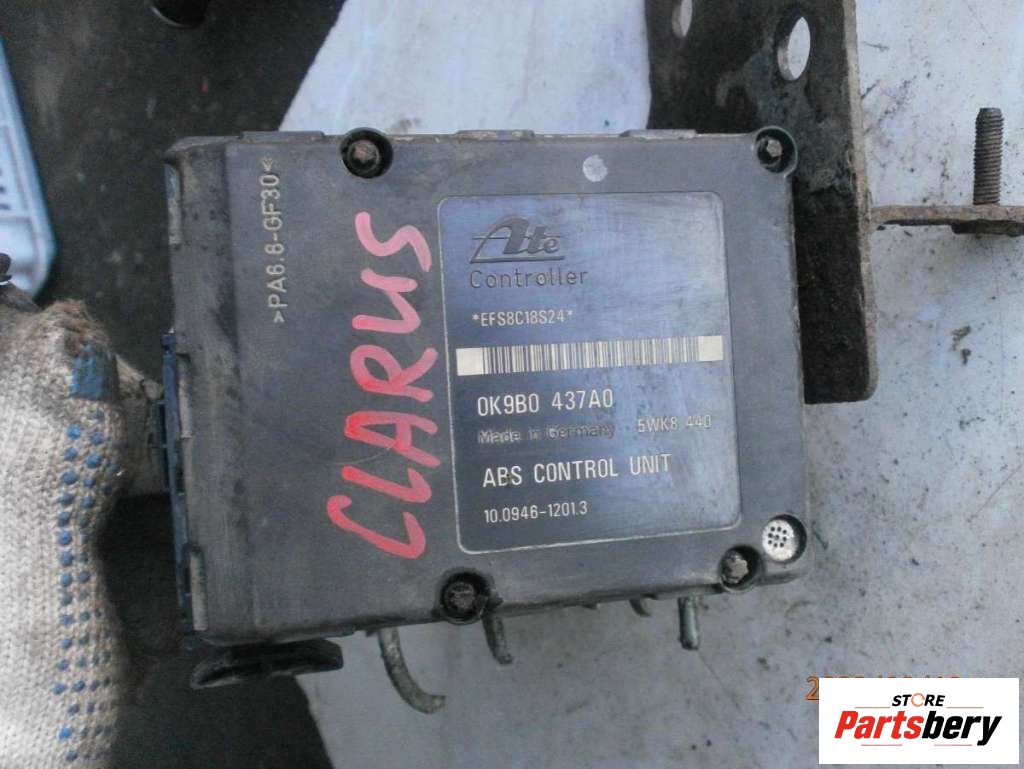 >PA6.6-GF30<
CLARUS
Ate
Controller
*EFS8C18S24*
0K9B0 437A0
Made in Germany 5WK8 440
ABS CONTROL UNIT
10.0946-1201.3
STORE
Partsbery